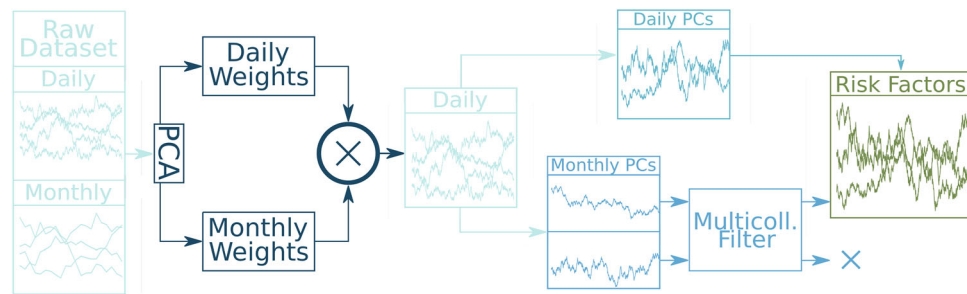 Raw
Dataset
Daily
Monthly
PCA
Daily
Weights
Monthly
Weights
Daily
Daily PCs
Monthly PCs
Multicoll.
Filter
Risk Factors